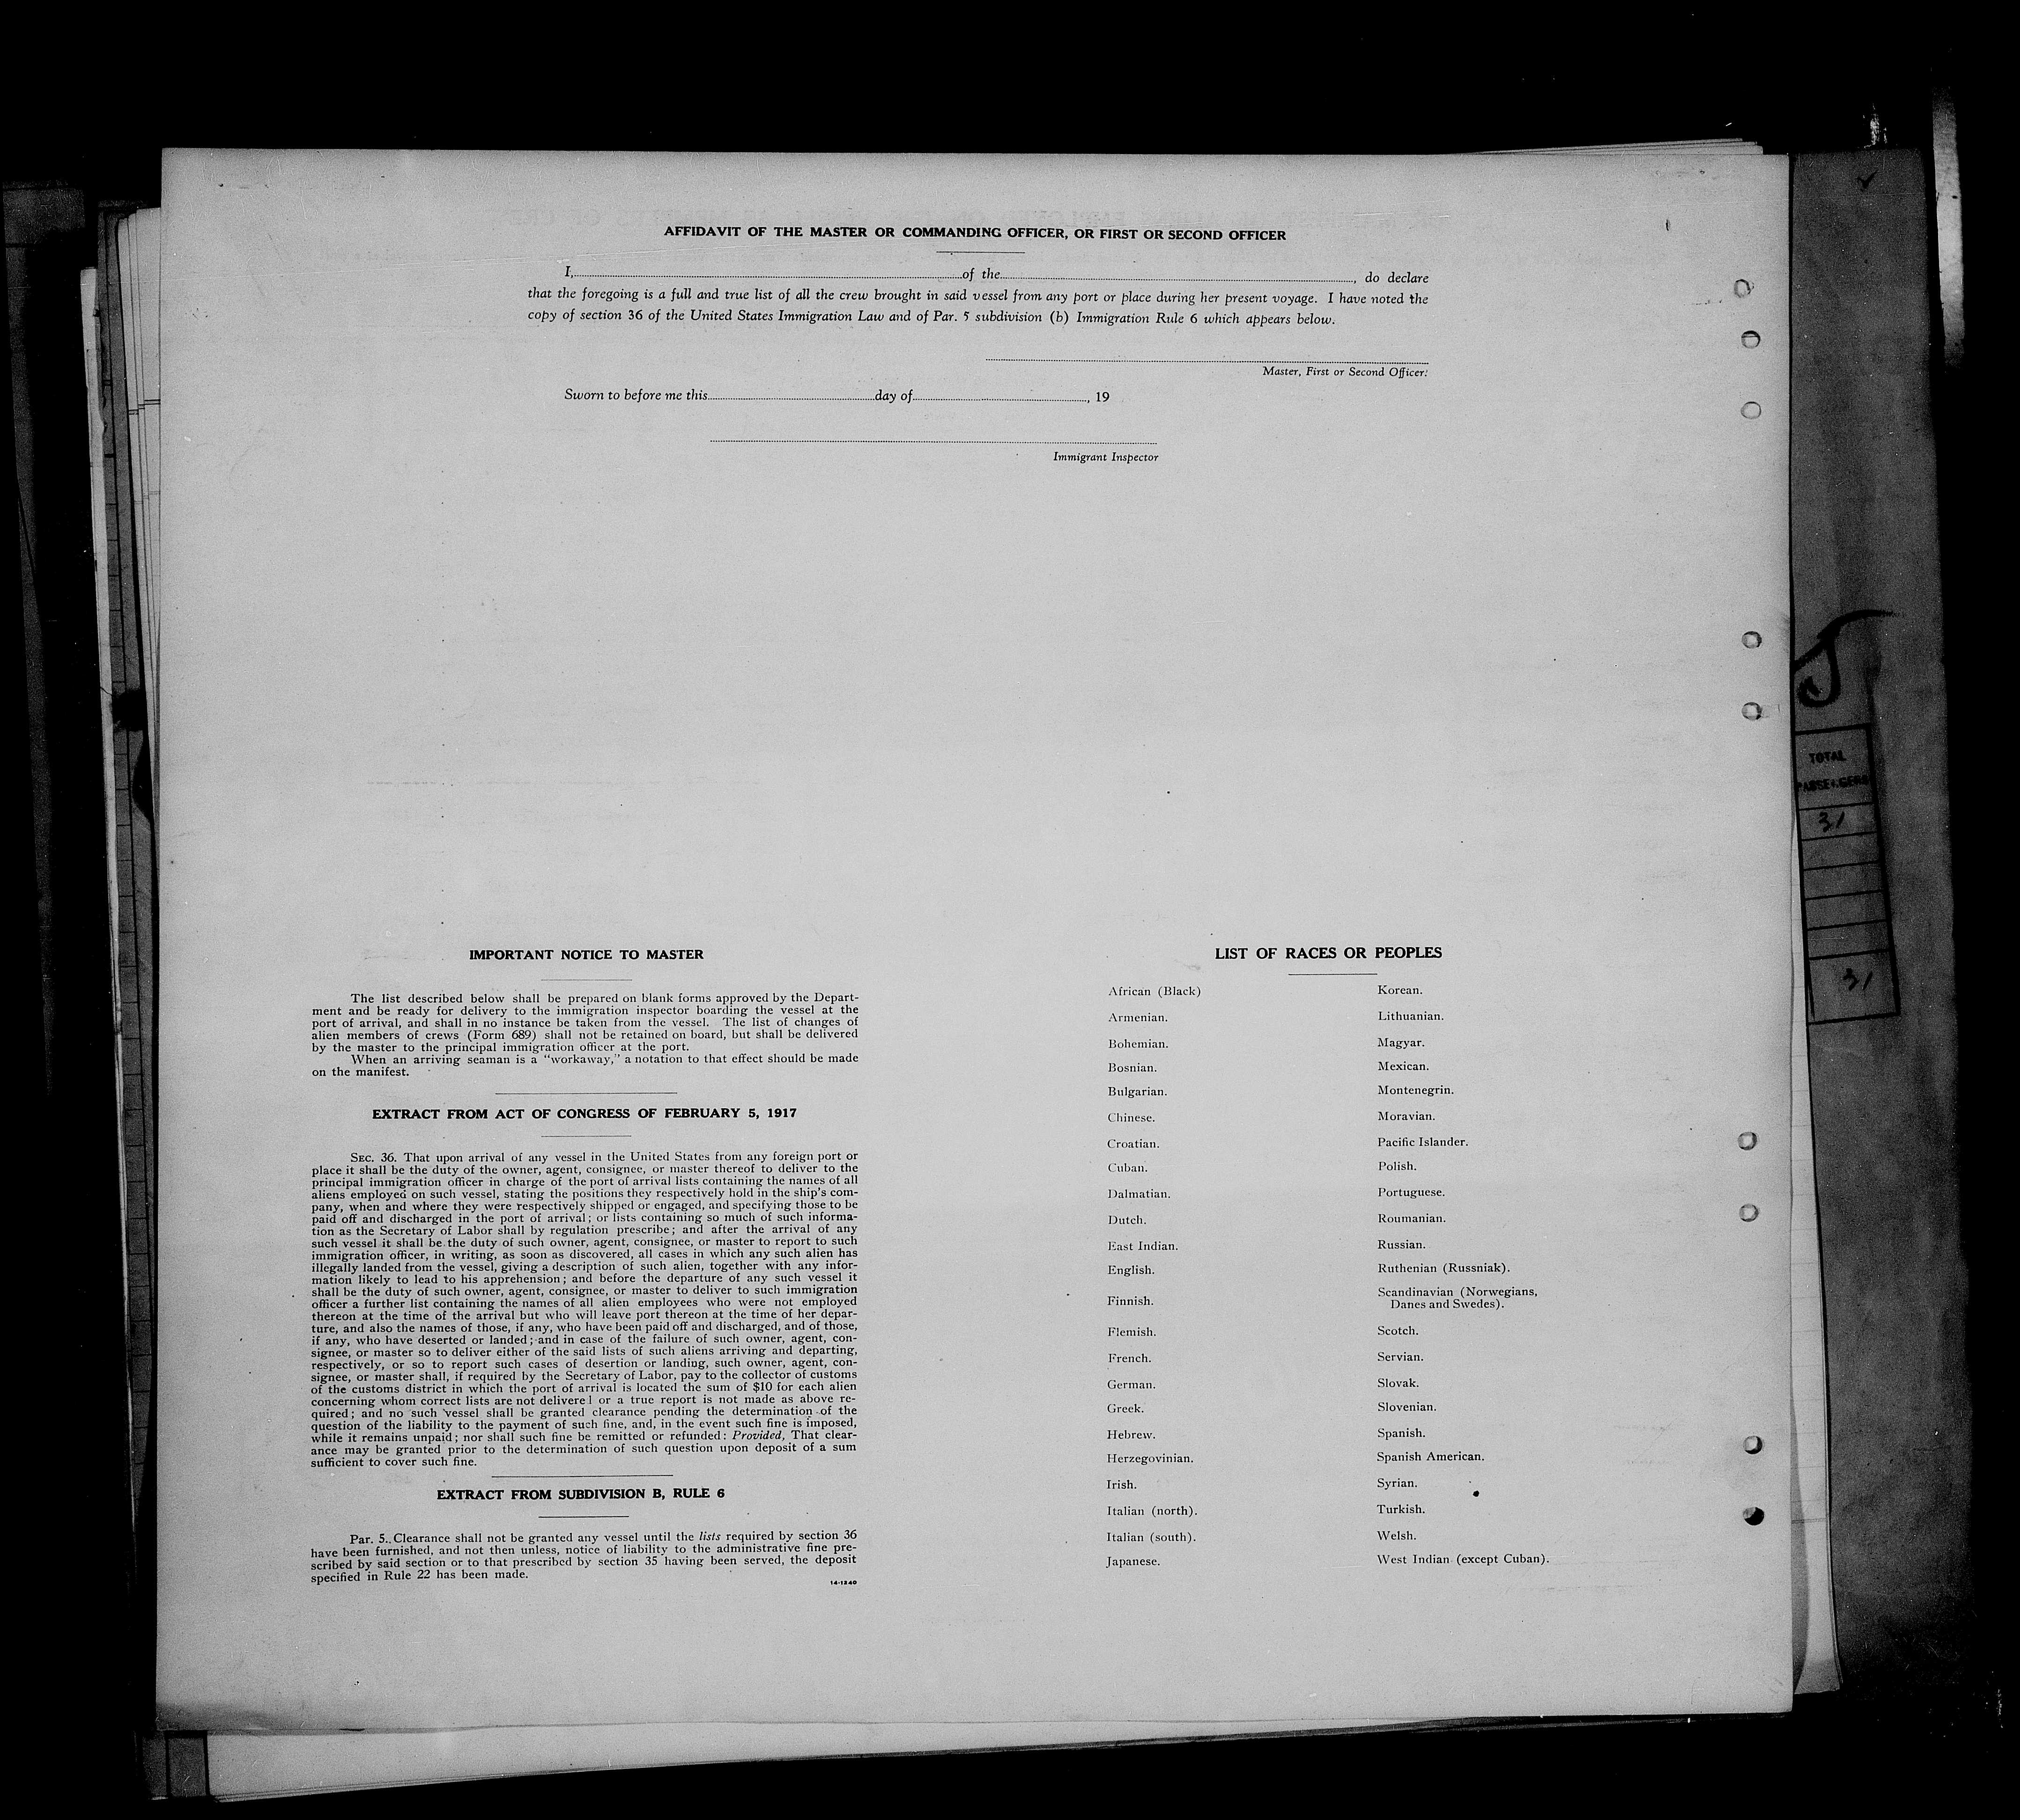 AFFIDAVIT OF THE MASTER OR COMMANDING OFFICER, OR FIRST OR SECOND OFFICER
I, of the , do declare
that the foregoing is a full and true list of all the crew brought in said vessel from any port or place during her present voyage. I have noted the
copy of section 36 of the United States Immigration Law and of Par. 5 subdivision (b) Immigration Rule 6 which appears below.
Master, First or Second Officer.
Sworn to before me this day of , 19
Immigrant Inspector
IMPORTANT NOTICE TO MASTER
The list described below shall be prepared on blank forms approved by the Depart-
ment and be ready for delivery to the immigration inspector boarding the vessel at the
port of arrival, and shall in no instance be taken from the vessel. The list of changes of
alien members of crews (Form 689) shall not be retained on board, but shall be delivered
by the master to the principal immigration officer at the port.
When an arriving seaman is a "workaway," a notation to that effect should be made
on the manifest.
EXTRACT FROM ACT OF CONGRESS OF FEBRUARY 5, 1917
SEC. 36. That upon arrival of any vessel in the United States from any foreign port or
place it shall be the duty of the owner, agent, consignee, or master thereof to deliver to the
principal immigration officer in charge of the port of arrival lists containing the names of all
aliens employed on such vessel, stating the positions they respectively hold in the ship's com-
pany, when and where they were respectively shipped or engaged, and specifying those to be
paid off and discharged in the port of arrival; or lists containing so much of such informa-
tion as the Secretary of Labor shall by regulation prescribe; and after the arrival of any
such vessel it shall be the duty of such owner, agent, consignee, or master to report to such
immigration officer, in writing, as soon as discovered, all cases in which any such alien has
illegally landed from the vessel, giving a description of such alien, together with any infor-
mation likely to lead to his apprehension; and before the departure of any such vessel it
shall be the duty of such owner, agent, consignee, or master to deliver to such immigration
officer a further list containing the names of all alien employees who were not employed
thereon at the time of the arrival but who will leave port thereon at the time of her depar-
ture, and also the names of those, if any, who have been paid off and discharged, and of those,
if any, who have deserted or landed; and in case of the failure of such owner, agent, con-
signee, or master so to deliver either of the said lists of such aliens arriving and departing,
respectively, or so to report such cases of desertion or landing, such owner, agent, con-
signee, or master shall, if required by the Secretary of Labor, pay to the collector of customs
of the customs district in which the port of arrival is located the sum of $10 for each alien
concerning whom correct lists are not delivered or a true report is not made as above re-
quired; and no such vessel shall be granted clearance pending the determination of the
question of the liability to the payment of such fine, and, in the event such fine is imposed,
while it remains unpaid; nor shall such fine be remitted or refunded: Provided, That clear-
ance may be granted prior to the determination of such question upon deposit of a sum
sufficient to cover such fine.
EXTRACT FROM SUBDIVISION B, RULE 6
Par. 5. Clearance shall not be granted any vessel until the lists required by section 36
have been furnished, and not then unless, notice of liability to the administrative fine pre-
scribed by said section or to that prescribed by section 35 having been served, the deposit
specified in Rule 22 has been made.
14-1240
LIST OF RACES OR PEOPLES
African (Black)
Armenian.
Bohemian.
Bosnian.
Bulgarian.
Chinese.
Croatian.
Cuban.
Dalmatian.
Dutch.
East Indian.
English.
Finnish.
Flemish.
French.
German.
Greek.
Hebrew.
Herzegovinian.
Irish.
Italian (north).
Italian (south).
Japanese.
Korean.
Lithuanian.
Magyar.
Mexican.
Montenegrin.
Moravian.
Pacific Islander.
Polish.
Portuguese.
Roumanian.
Russian.
Ruthenian (Russniak).
Scandinavian (Norwegians,
Danes and Swedes).
Scotch.
Servian.
Slovak.
Slovenian.
Spanish.
Spanish American.
Syrian.
Turkish.
Welsh.
West Indian (except Cuban).
TOTAL
PASSENGERS
31
31